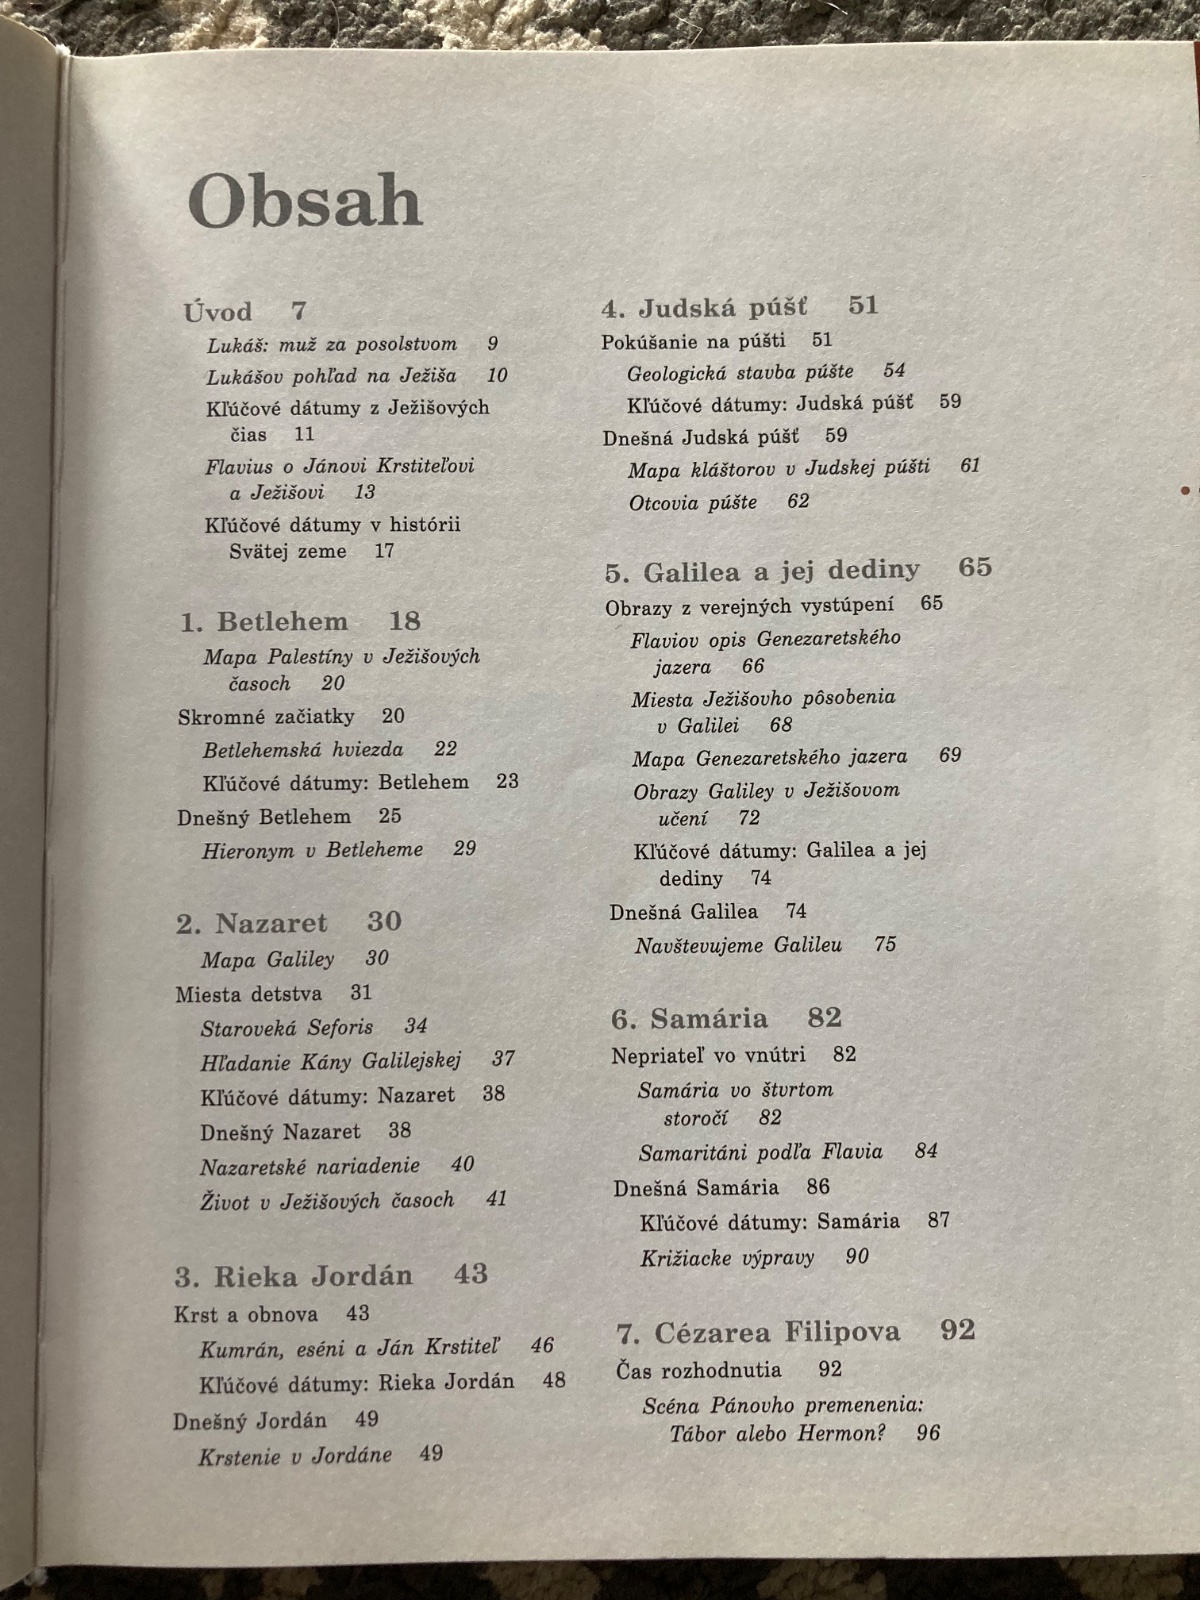 Obsah
Úvod 7
Lukáš: muž za posolstvom 9
Lukášov pohľad na Ježiša 10
Kľúčové dátumy z Ježišových
čias 11
Flavius o Jánovi Krstiteľovi
a Ježišovi 13
Kľúčové dátumy v histórii
Svätej zeme 17
1. Betlehem 18
Mapa Palestíny v Ježišových
časoch 20
Skromné začiatky 20
Betlehemská hviezda 22
Kľúčové dátumy: Betlehem 23
Dnešný Betlehem 25
Hieronym v Betleheme 29
2. Nazaret 30
Mapa Galiley 30
Miesta detstva 31
Staroveká Seforis 34
Hľadanie Kány Galilejskej 37
Kľúčové dátumy: Nazaret 38
Dnešný Nazaret 38
Nazaretské nariadenie 40
Život v Ježišových časoch 41
3. Rieka Jordán 43
Krst a obnova 43
Kumrán, eséni a Ján Krstiteľ 46
Kľúčové dátumy: Rieka Jordán 48
Dnešný Jordán 49
Krstenie v Jordáne 49
4. Judská púšť 51
Pokúšanie na púšti 51
Geologická stavba púšte 54
Kľúčové dátumy: Judská púšť 59
Dnešná Judská púšť 59
Mapa kláštorov v Judskej púšti 61
Otcovia púšte 62
5. Galilea a jej dediny 65
Obrazy z verejných vystúpení 65
Flaviov opis Genezaretského
jazera 66
Miesta Ježišovho pôsobenia
v Galilei 68
Mapa Genezaretského jazera 69
Obrazy Galiley v Ježišovom
učení 72
Kľúčové dátumy: Galilea a jej
dediny 74
Dnešná Galilea 74
Navštevujeme Galileu 75
6. Samária 82
Nepriateľ vo vnútri 82
Samária vo štvrtom
storočí 82
Samaritáni podľa Flavia 84
Dnešná Samária 86
Kľúčové dátumy: Samária 87
Križiacke výpravy 90
7. Cézarea Filipova 92
Čas rozhodnutia 92
Scéna Pánovho premenenia:
Tábor alebo Hermon? 96